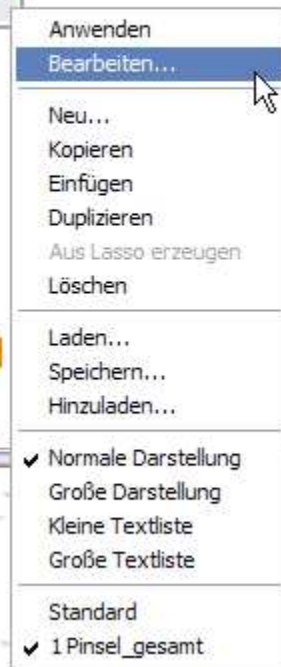 Anwenden
Bearbeiten...
Neu...
Kopieren
Einfügen
Duplizieren
Aus Lasso erzeugen
Löschen
Laden...
Speichern...
Hinzuladen...
Normale Darstellung
Große Darstellung
Kleine Textliste
Große Textliste
Standard
1 Pinsel_gesamt